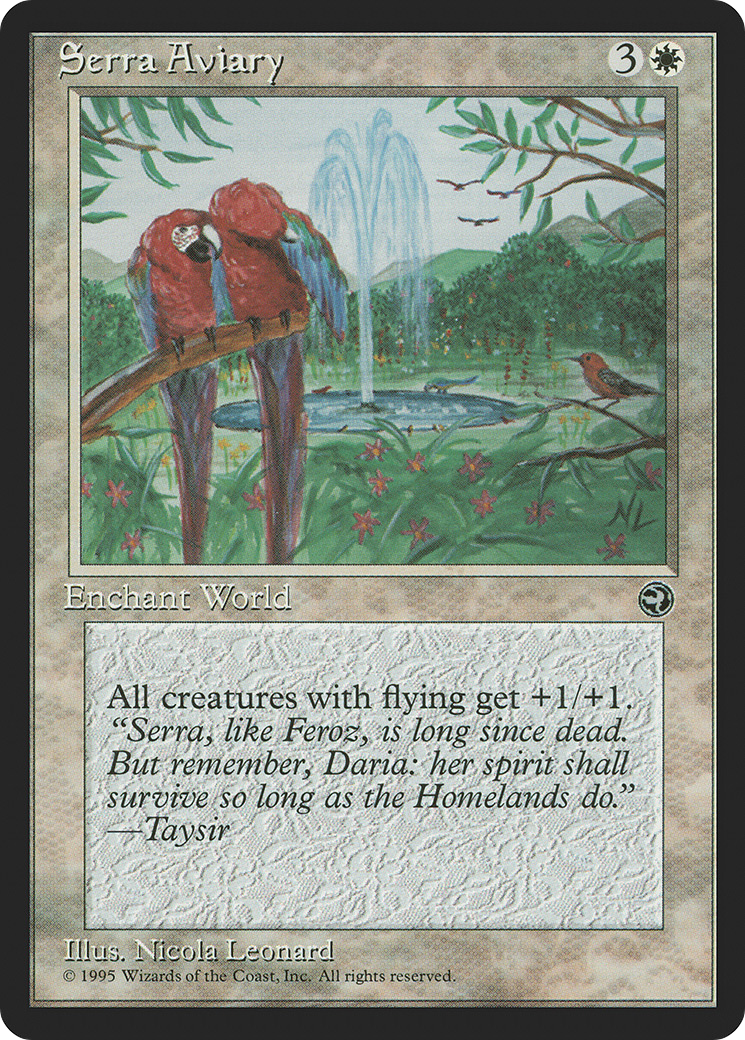 Serra Aviary
3
NL
Enchant World
All creatures with flying get +1/+1.
“Serra, like Feroz, is long since dead.
But remember, Daria: her spirit shall
survive so long as the Homelands do.”
—Taysir
Illus. Nicola Leonard
© 1995 Wizards of the Coast, Inc. All rights reserved.